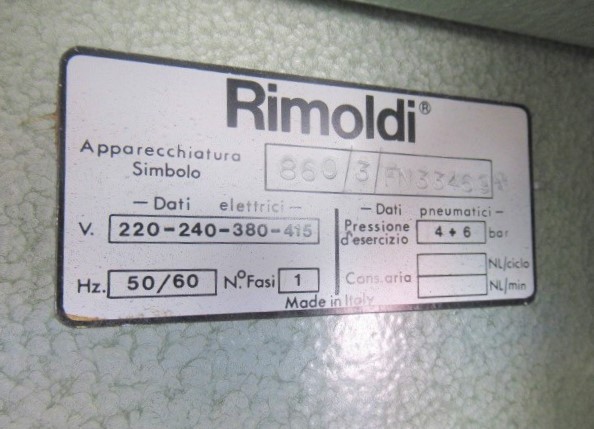 Rimoldi®
Apparecchiatura
Simbolo
860/3/
— Dati elettrici —
V. 220-240-380-415
Hz. 50/60 N.º Fasi 1
— Dati pneumatici —
Pressione
d'esercizio 4+6 bar
Cons. aria NL/ciclo
NL/min
Made in Italy